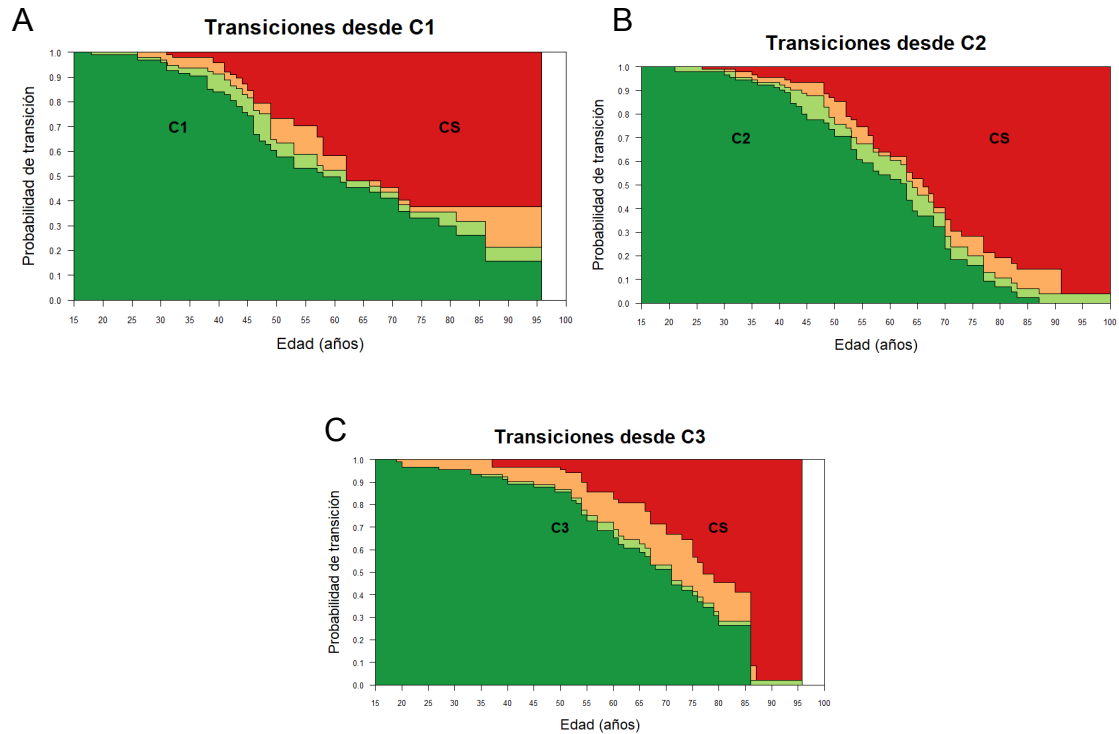 A
Transiciones desde C1
Probabilidad de transición
1.0
0.9
0.8
0.7
0.6
0.5
0.4
0.3
0.2
0.1
0.0
C1
CS
15 20 25 30 35 40 45 50 55 60 65 70 75 80 85 90 95 100
Edad (años)
B
Transiciones desde C2
Probabilidad de transición
1.0
0.9
0.8
0.7
0.6
0.5
0.4
0.3
0.2
0.1
0.0
C2
CS
15 20 25 30 35 40 45 50 55 60 65 70 75 80 85 90 95 100
Edad (años)
C
Transiciones desde C3
Probabilidad de transición
1.0
0.9
0.8
0.7
0.6
0.5
0.4
0.3
0.2
0.1
0.0
C3
CS
15 20 25 30 35 40 45 50 55 60 65 70 75 80 85 90 95 100
Edad (años)